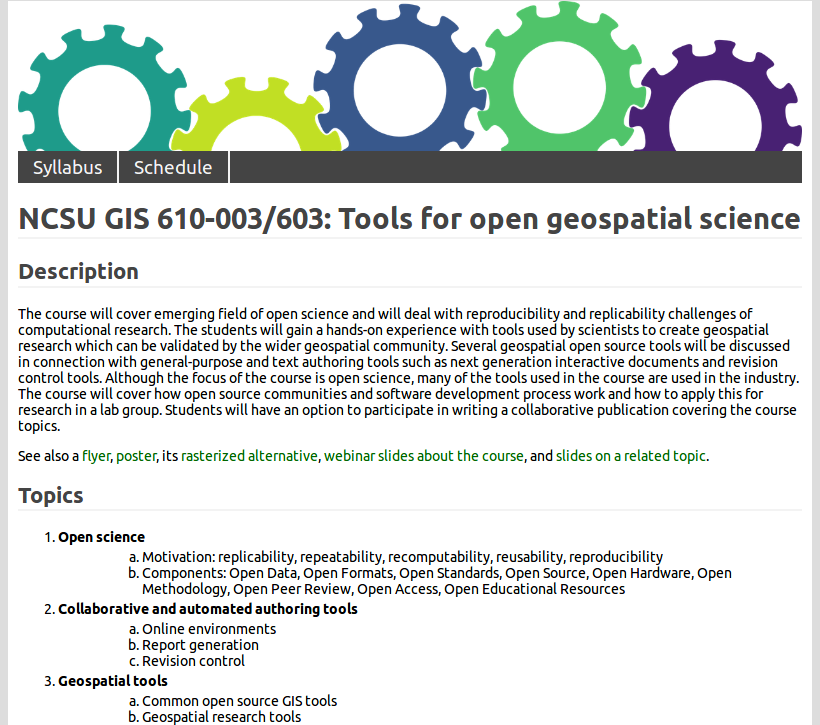 Syllabus Schedule
NCSU GIS 610-003/603: Tools for open geospatial science
Description
The course will cover emerging field of open science and will deal with reproducibility and replicability challenges of
computational research. The students will gain a hands-on experience with tools used by scientists to create geospatial
research which can be validated by the wider geospatial community. Several geospatial open source tools will be discussed
in connection with general-purpose and text authoring tools such as next generation interactive documents and revision
control tools. Although the focus of the course is open science, many of the tools used in the course are used in the industry.
The course will cover how open source communities and software development process work and how to apply this for
research in a lab group. Students will have an option to participate in writing a collaborative publication covering the course
topics.
See also a flyer, poster, its rasterized alternative, webinar slides about the course, and slides on a related topic.
Topics
1. Open science
a. Motivation: replicability, repeatability, recomputability, reusability, reproducibility
b. Components: Open Data, Open Formats, Open Standards, Open Source, Open Hardware, Open
Methodology, Open Peer Review, Open Access, Open Educational Resources
2. Collaborative and automated authoring tools
a. Online environments
b. Report generation
c. Revision control
3. Geospatial tools
a. Common open source GIS tools
b. Geospatial research tools